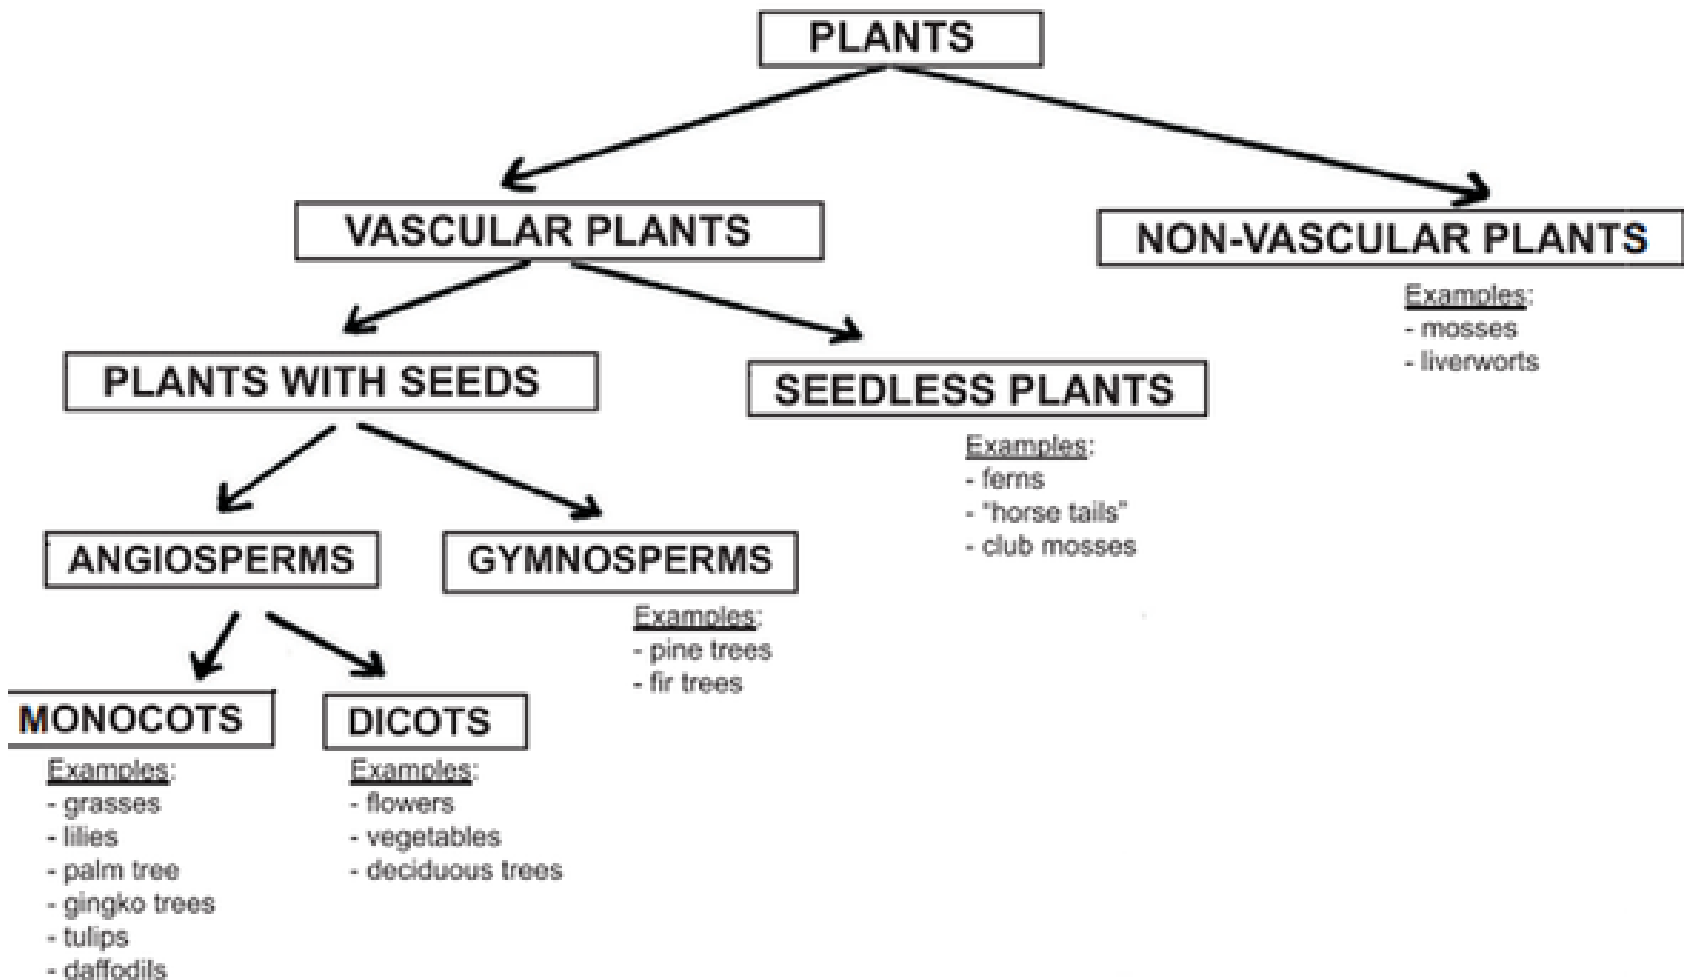 PLANTS
VASCULAR PLANTS
NON-VASCULAR PLANTS
Examples:
- mosses
- liverworts
PLANTS WITH SEEDS
SEEDLESS PLANTS
Examples:
- ferns
- "horse tails"
- club mosses
ANGIOSPERMS
GYMNOSPERMS
Examples:
- pine trees
- fir trees
MONOCOTS
Examples:
- grasses
- lilies
- palm tree
- gingko trees
- tulips
- daffodils
DICOTS
Examples:
- flowers
- vegetables
- deciduous trees